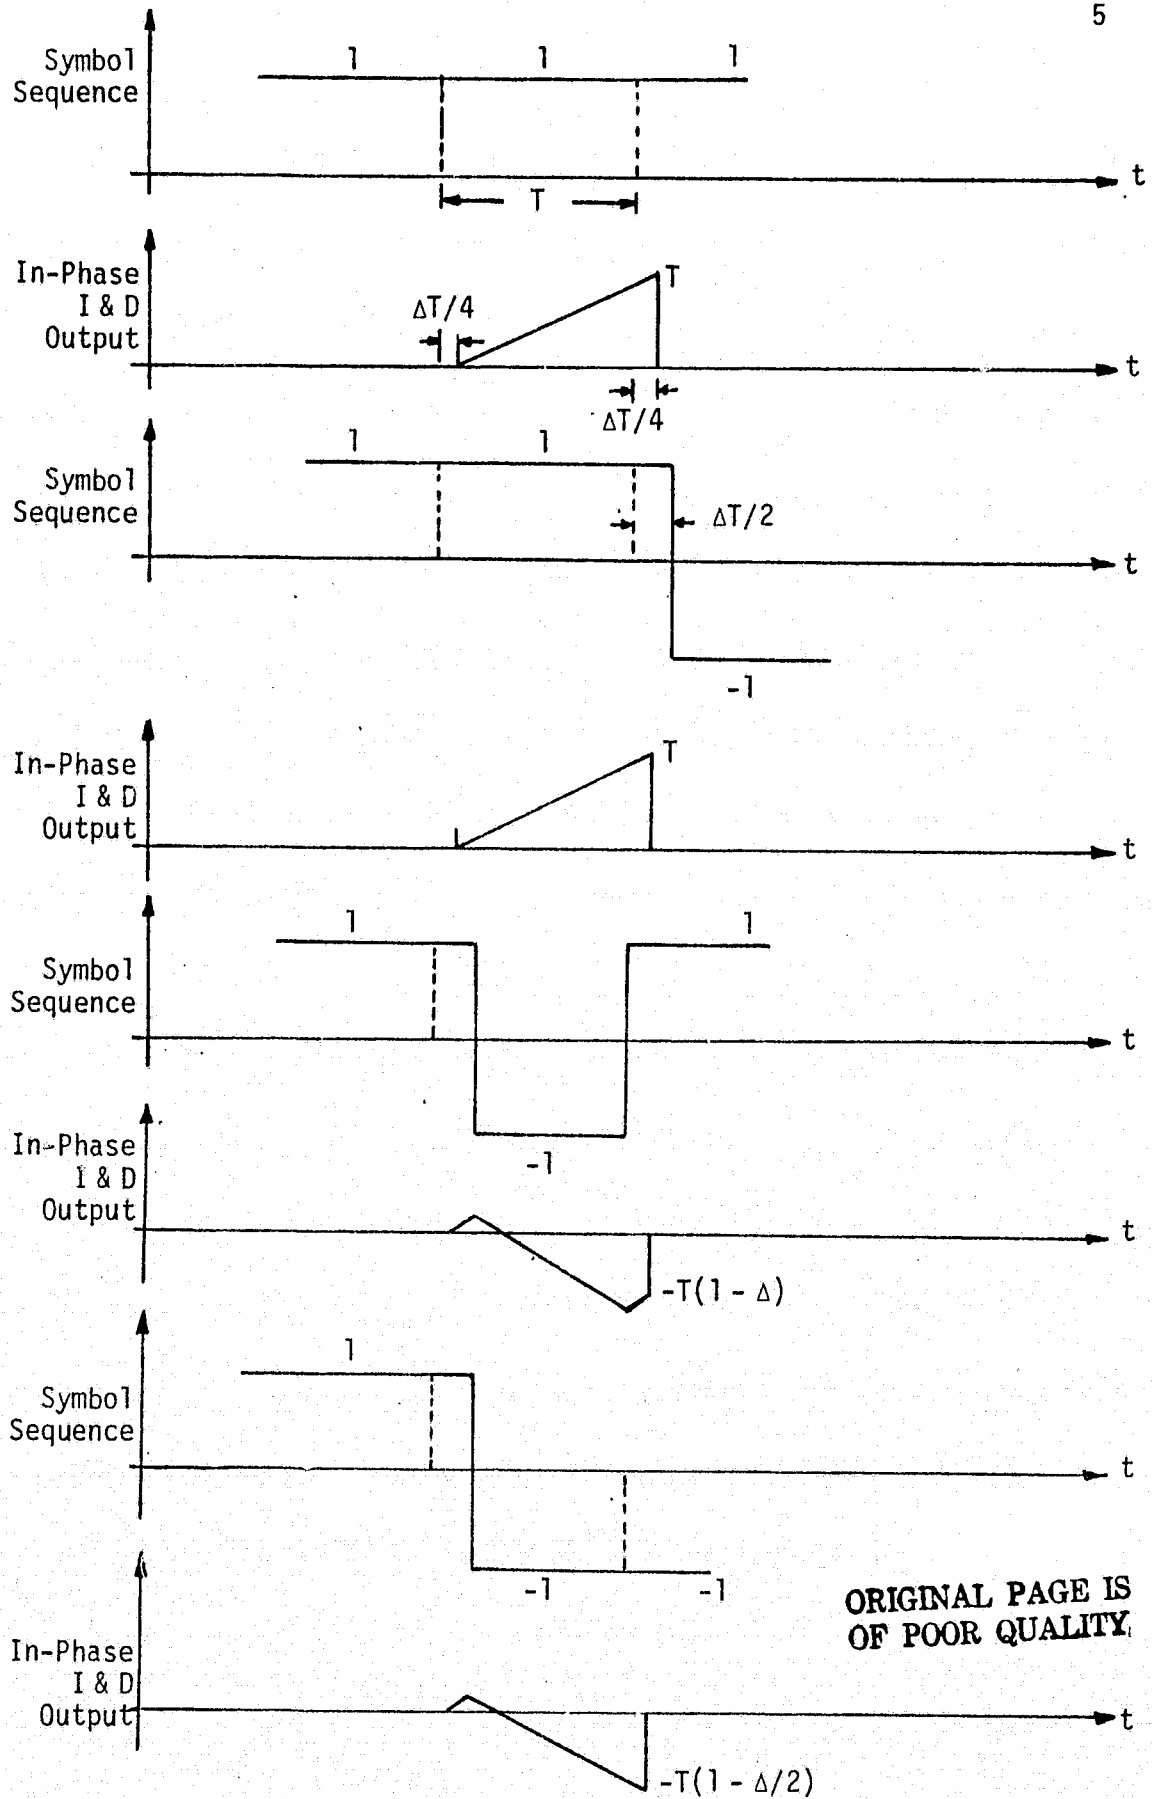 5
Symbol
Sequence
1 1 1
t
T
In-Phase
I & D
Output
ΔT/4
T
t
ΔT/4
Symbol
Sequence
1 1
ΔT/2
t
-1
In-Phase
I & D
Output
T
t
Symbol
Sequence
1 1
t
-1
In-Phase
I & D
Output
t
-T(1 - Δ)
Symbol
Sequence
1
t
-1 -1
ORIGINAL PAGE IS
OF POOR QUALITY
In-Phase
I & D
Output
t
-T(1 - Δ/2)